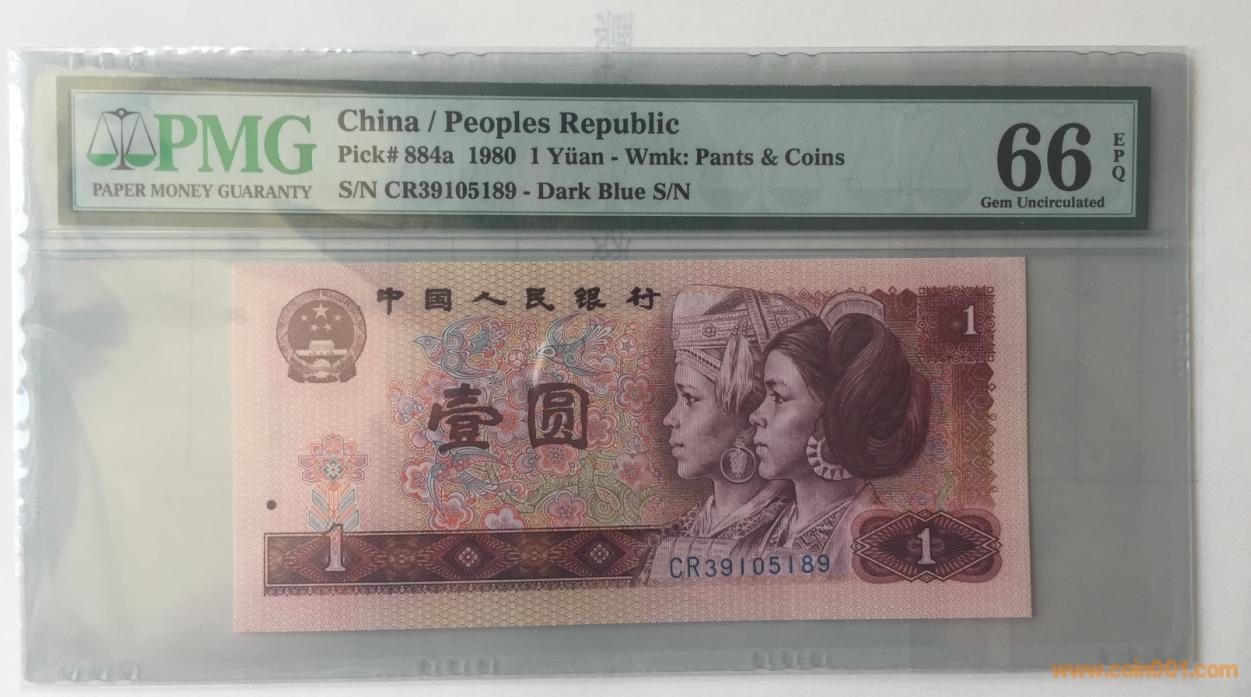 PMG
PAPER MONEY GUARANTY
China / Peoples Republic
Pick# 884a 1980 1 Yüan - Wmk: Pants & Coins
S/N CR39105189 - Dark Blue S/N
66
EPQ
Gem Uncirculated
中国人民银行
1
壹圆
1
CR39105189
1
www.coin001.com